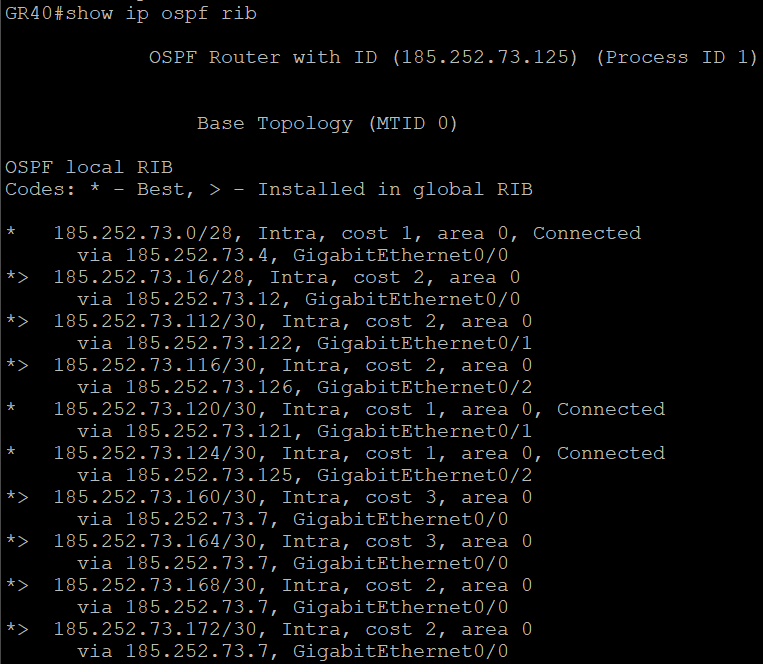 GR40#show ip ospf rib
OSPF Router with ID (185.252.73.125) (Process ID 1)
Base Topology (MTID 0)
OSPF local RIB
Codes: * - Best, > - Installed in global RIB
*   185.252.73.0/28, Intra, cost 1, area 0, Connected
via 185.252.73.4, GigabitEthernet0/0
*>  185.252.73.16/28, Intra, cost 2, area 0
via 185.252.73.12, GigabitEthernet0/0
*>  185.252.73.112/30, Intra, cost 2, area 0
via 185.252.73.122, GigabitEthernet0/1
*>  185.252.73.116/30, Intra, cost 2, area 0
via 185.252.73.126, GigabitEthernet0/2
*   185.252.73.120/30, Intra, cost 1, area 0, Connected
via 185.252.73.121, GigabitEthernet0/1
*   185.252.73.124/30, Intra, cost 1, area 0, Connected
via 185.252.73.125, GigabitEthernet0/2
*>  185.252.73.160/30, Intra, cost 3, area 0
via 185.252.73.7, GigabitEthernet0/0
*>  185.252.73.164/30, Intra, cost 3, area 0
via 185.252.73.7, GigabitEthernet0/0
*>  185.252.73.168/30, Intra, cost 2, area 0
via 185.252.73.7, GigabitEthernet0/0
*>  185.252.73.172/30, Intra, cost 2, area 0
via 185.252.73.7, GigabitEthernet0/0